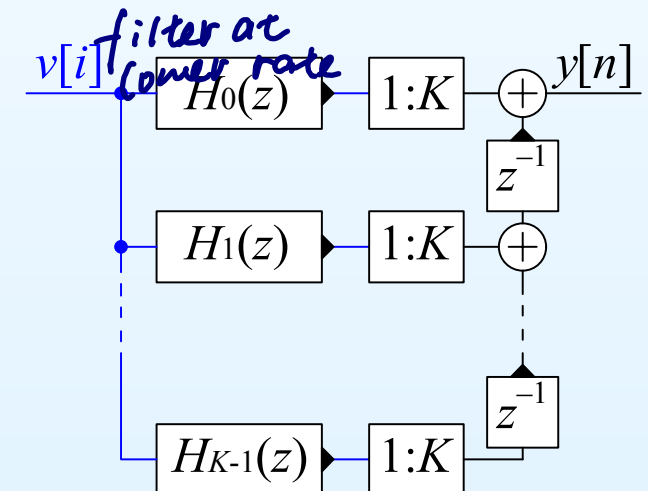 filter at
lower rate
v[i] H0(z) 1:K + y[n]
z^-1
H1(z) 1:K +
z^-1
HK-1(z) 1:K